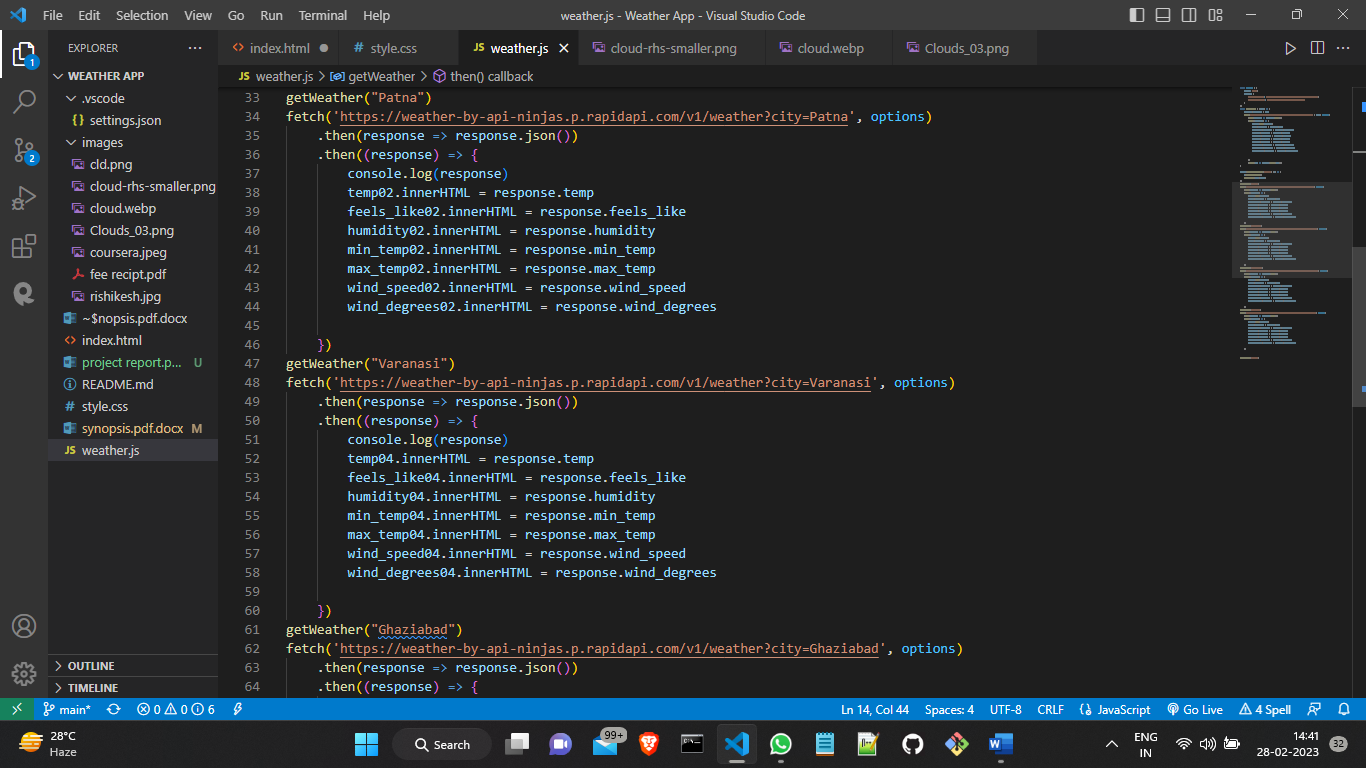 File Edit Selection View Go Run Terminal Help weather.js - Weather App - Visual Studio Code
EXPLORER
index.html
style.css
weather.js
cloud-rhs-smaller.png
cloud.webp
Clouds_03.png
weather.js > getWeather > then() callback
WEATHER APP
.vscode
settings.json
images
cld.png
cloud-rhs-smaller.png
cloud.webp
Clouds_03.png
coursera.jpeg
fee recipt.pdf
rishikesh.jpg
~$nopsis.pdf.docx
index.html
project report.p... U
README.md
style.css
synopsis.pdf.docx M
weather.js
OUTLINE
TIMELINE
33 getWeather("Patna")
34 fetch('https://weather-by-api-ninjas.p.rapidapi.com/v1/weather?city=Patna', options)
35 .then(response => response.json())
36 .then((response) => {
37 console.log(response)
38 temp02.innerHTML = response.temp
39 feels_like02.innerHTML = response.feels_like
40 humidity02.innerHTML = response.humidity
41 min_temp02.innerHTML = response.min_temp
42 max_temp02.innerHTML = response.max_temp
43 wind_speed02.innerHTML = response.wind_speed
44 wind_degrees02.innerHTML = response.wind_degrees
45
46 })
47 getWeather("Varanasi")
48 fetch('https://weather-by-api-ninjas.p.rapidapi.com/v1/weather?city=Varanasi', options)
49 .then(response => response.json())
50 .then((response) => {
51 console.log(response)
52 temp04.innerHTML = response.temp
53 feels_like04.innerHTML = response.feels_like
54 humidity04.innerHTML = response.humidity
55 min_temp04.innerHTML = response.min_temp
56 max_temp04.innerHTML = response.max_temp
57 wind_speed04.innerHTML = response.wind_speed
58 wind_degrees04.innerHTML = response.wind_degrees
59
60 })
61 getWeather("Ghaziabad")
62 fetch('https://weather-by-api-ninjas.p.rapidapi.com/v1/weather?city=Ghaziabad', options)
63 .then(response => response.json())
64 .then((response) => {
1
2
main* 0 0 6 Ln 14, Col 44 Spaces: 4 UTF-8 CRLF JavaScript Go Live 4 Spell
28°C
Haze
Search
99+
ENG
IN
14:41
28-02-2023
32